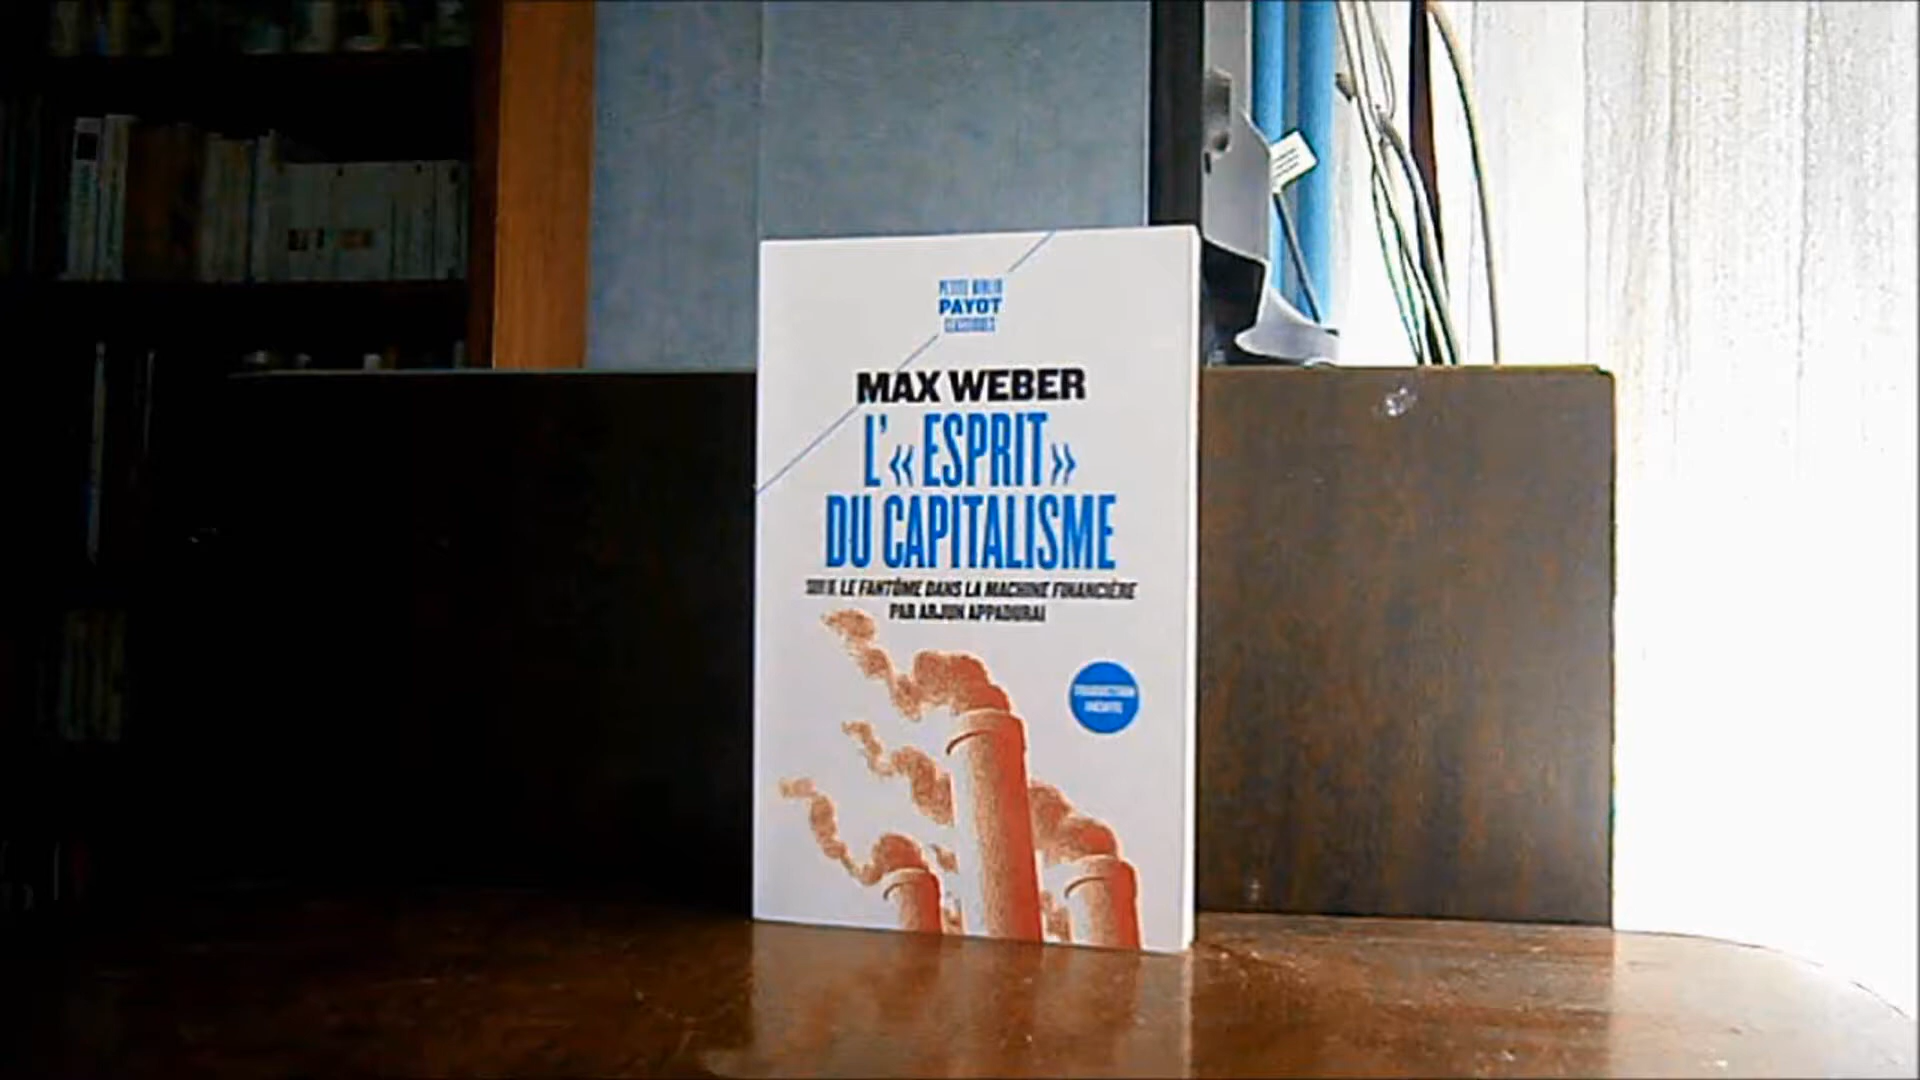 PETITE BIBLIO
PAYOT
CLASSIQUES
MAX WEBER
L'« ESPRIT »
DU CAPITALISME
SUIVI DE LE FANTÔME DANS LA MACHINE FINANCIÈRE
PAR ARJUN APPADURAI
TRADUCTION
INÉDITE